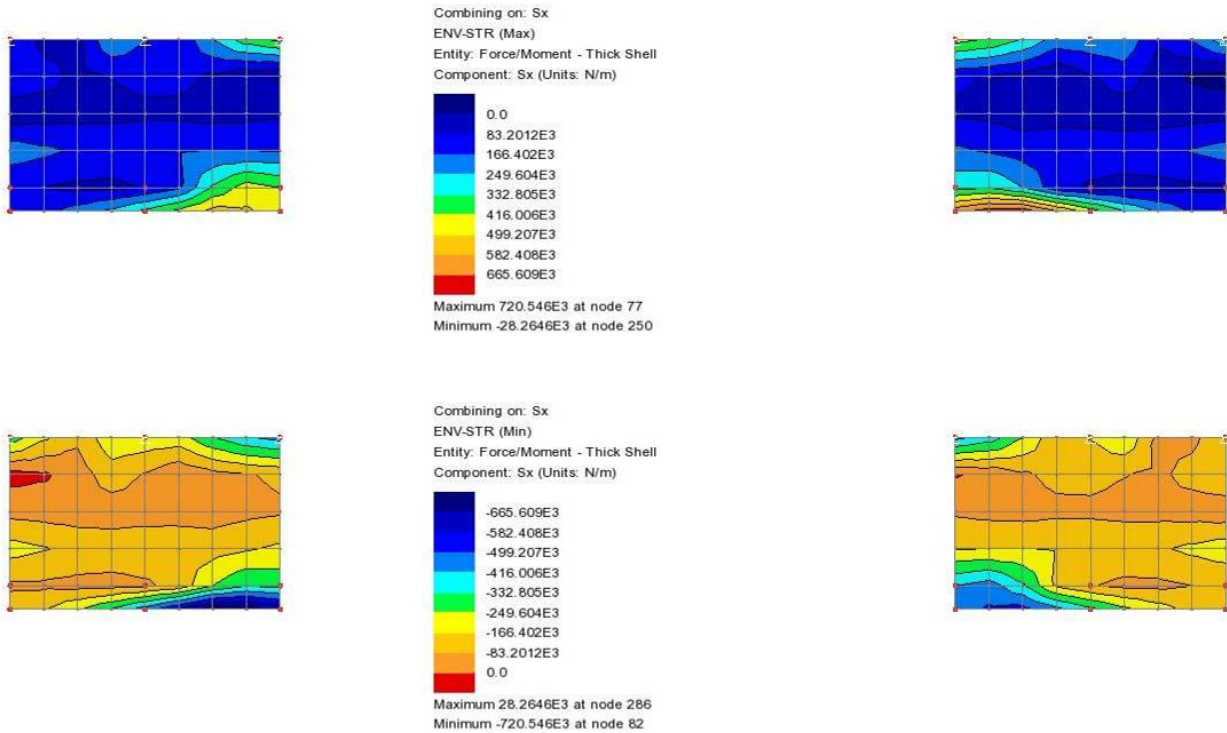 Combining on: Sx
ENV-STR (Max)
Entity: Force/Moment - Thick Shell
Component: Sx (Units: N/m)
0.0
83.2012E3
166.402E3
249.604E3
332.805E3
416.006E3
499.207E3
582.408E3
665.609E3
Maximum 720.546E3 at node 77
Minimum -28.2646E3 at node 250
Combining on: Sx
ENV-STR (Min)
Entity: Force/Moment - Thick Shell
Component: Sx (Units: N/m)
-665.609E3
-582.408E3
-499.207E3
-416.006E3
-332.805E3
-249.604E3
-166.402E3
-83.2012E3
0.0
Maximum 28.2646E3 at node 286
Minimum -720.546E3 at node 82